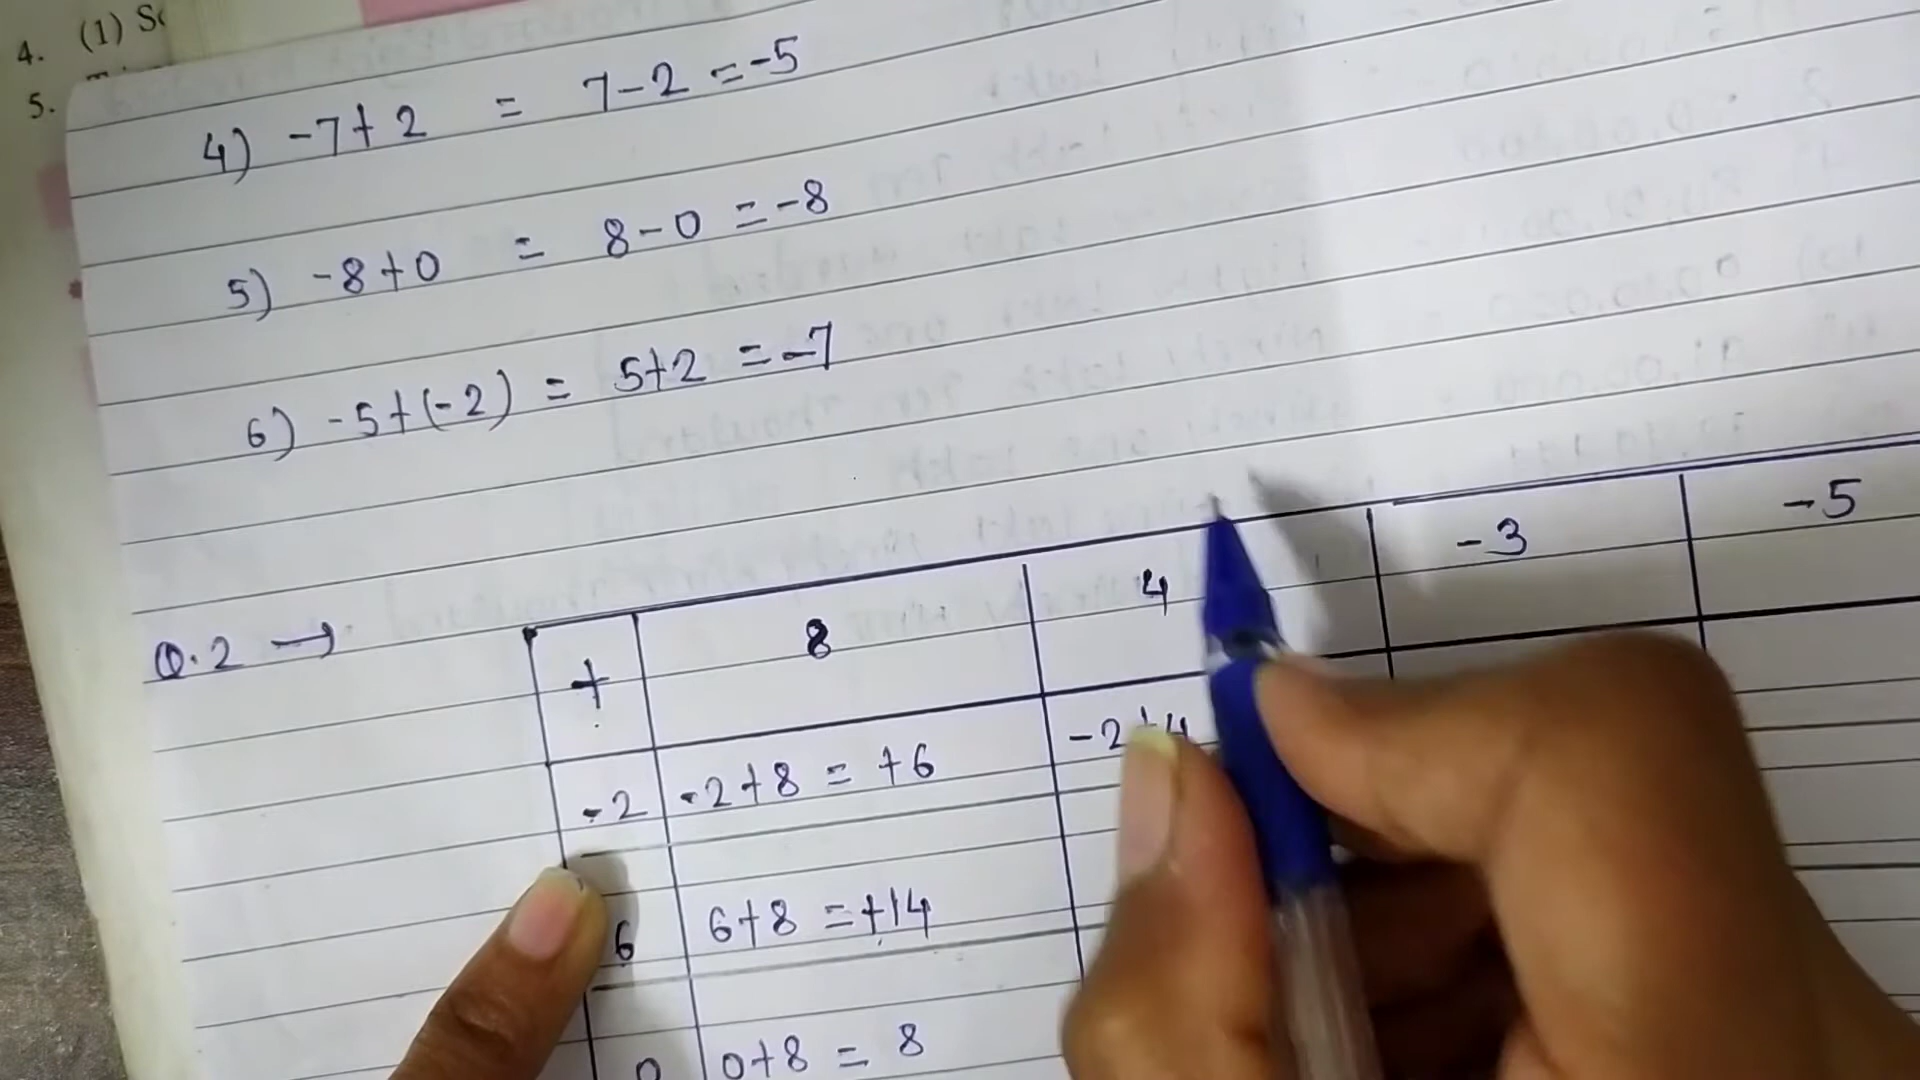 4. (1)
5.
4) -7+2 = 7-2 =-5
5) -8+0 = 8-0 =-8
6) -5+(-2) = 5+2 =-7
Q.2 →
+ 8 4 -3 -5
-2 -2+8 = +6 -2+4
6 6+8 =+14
0 0+8 = 8